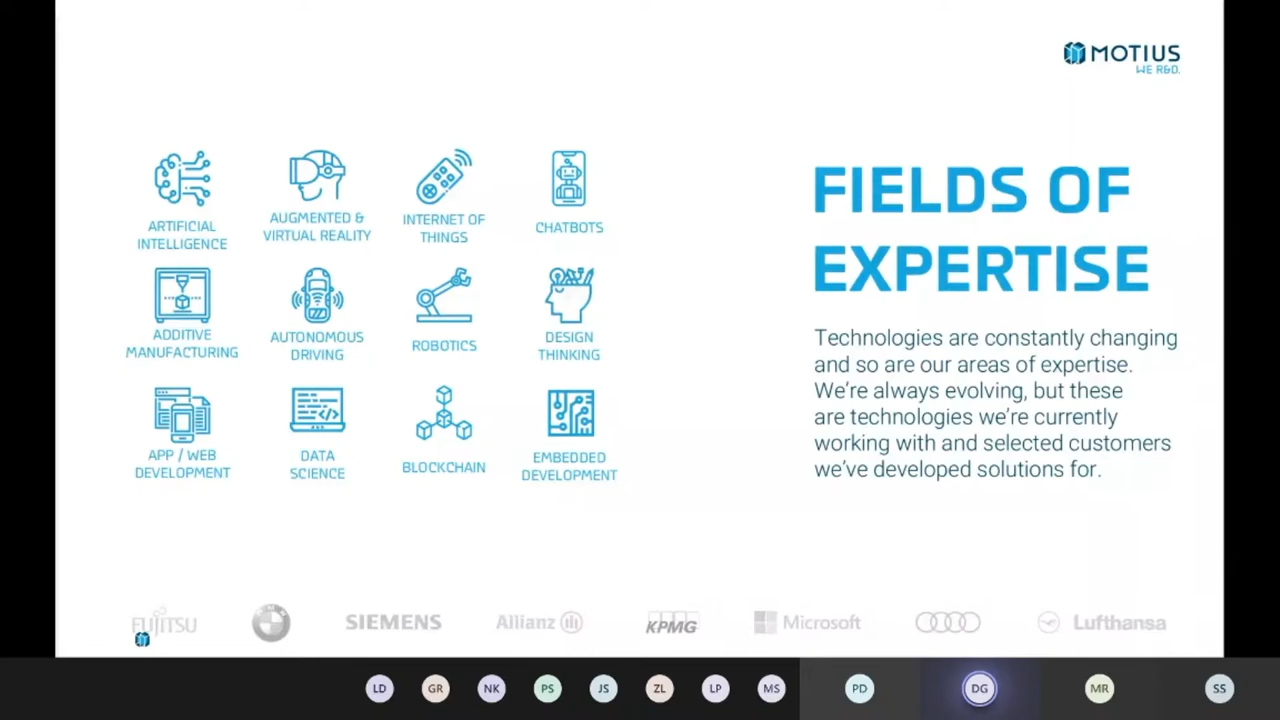 MOTIUS
WE R&D.
ARTIFICIAL
INTELLIGENCE
AUGMENTED &
VIRTUAL REALITY
INTERNET OF
THINGS
CHATBOTS
ADDITIVE
MANUFACTURING
AUTONOMOUS
DRIVING
ROBOTICS
DESIGN
THINKING
APP / WEB
DEVELOPMENT
DATA
SCIENCE
BLOCKCHAIN
EMBEDDED
DEVELOPMENT
FIELDS OF
EXPERTISE
Technologies are constantly changing
and so are our areas of expertise.
We're always evolving, but these
are technologies we're currently
working with and selected customers
we've developed solutions for.
FUJITSU
BMW
SIEMENS
Allianz
KPMG
Microsoft
Lufthansa
LD
GR
NK
PS
JS
ZL
LP
MS
PD
DG
MR
SS